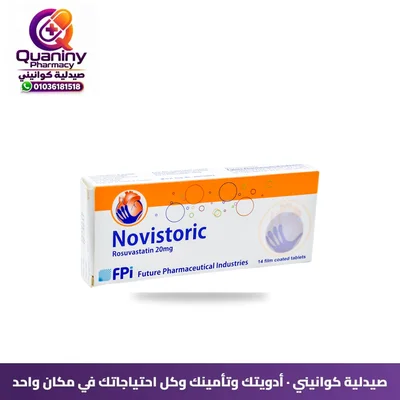 Quaniny
Pharmacy
صيدلية كوانيني
01036181518
Novistoric
Rosuvastatin 20mg
FPi Future Pharmaceutical Industries
14 film coated tablets
صيدلية كوانيني - أدويتك وتأمينك وكل احتياجاتك في مكان واحد